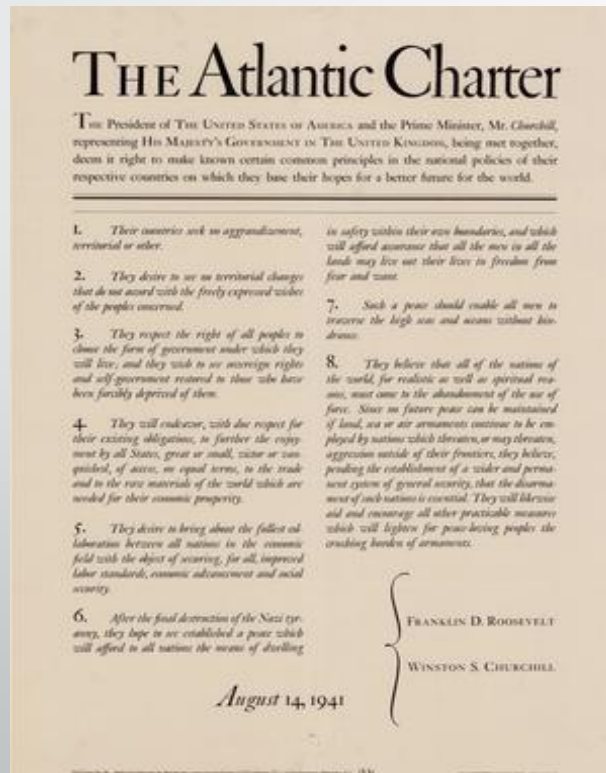 THE Atlantic Charter
THE President of THE UNITED STATES OF AMERICA and the Prime Minister, Mr. Churchill,
representing HIS MAJESTY'S GOVERNMENT IN THE UNITED KINGDOM, being met together,
deem it right to make known certain common principles in the national policies of their
respective countries on which they base their hopes for a better future for the world.
1. Their countries seek no aggrandizement,
territorial or other.
2. They desire to see no territorial changes
that do not accord with the freely expressed wishes
of the peoples concerned.
3. They respect the right of all peoples to
choose the form of government under which they
will live; and they wish to see sovereign rights
and self-government restored to those who have
been forcibly deprived of them.
4. They will endeavor, with due respect for
their existing obligations, to further the enjoy-
ment by all States, great or small, victor or van-
quished, of access, on equal terms, to the trade
and to the raw materials of the world which are
needed for their economic prosperity.
5. They desire to bring about the fullest col-
laboration between all nations in the economic
field with the object of securing, for all, improved
labor standards, economic advancement and social
security.
6. After the final destruction of the Nazi tyr-
anny, they hope to see established a peace which
will afford to all nations the means of dwelling
in safety within their own boundaries, and which
will afford assurance that all the men in all the
lands may live out their lives in freedom from
fear and want.
7. Such a peace should enable all men to
traverse the high seas and oceans without hin-
drance.
8. They believe that all of the nations of
the world, for realistic as well as spiritual rea-
sons, must come to the abandonment of the use of
force. Since no future peace can be maintained
if land, sea or air armaments continue to be em-
ployed by nations which threaten, or may threaten,
aggression outside of their frontiers, they believe,
pending the establishment of a wider and perma-
nent system of general security, that the disarma-
ment of such nations is essential. They will likewise
aid and encourage all other practicable measures
which will lighten for peace-loving peoples the
crushing burden of armaments.
FRANKLIN D. ROOSEVELT
WINSTON S. CHURCHILL
August 14, 1941